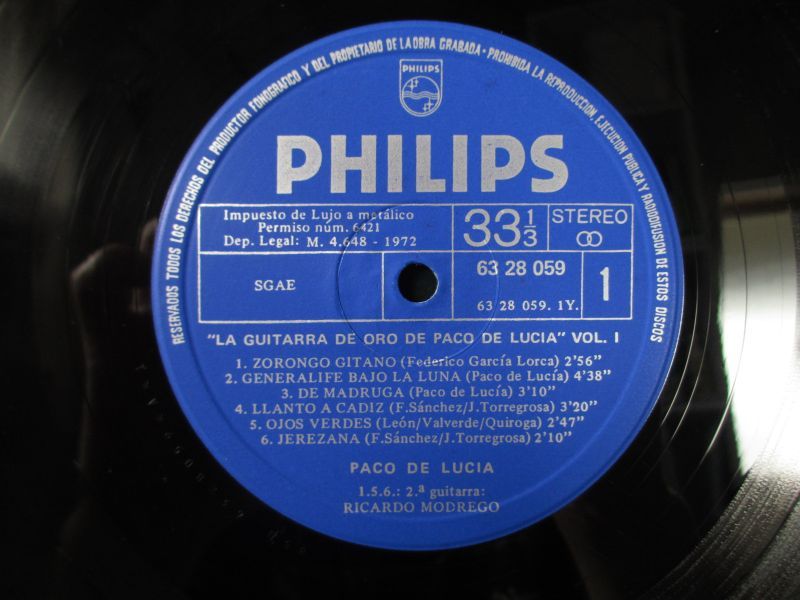 RESERVADOS TODOS LOS DERECHOS DEL PRODUCTOR FONOGRAFICO Y DEL PROPIETARIO DE LA OBRA GRABADA · PROHIBIDA LA REPRODUCCION, EJECUCION PUBLICA Y RADIODIFUSION DE ESTOS DISCOS
PHILIPS
PHILIPS
Impuesto de Lujo a metálico
Permiso núm. 6421
Dep. Legal: M. 4.648 - 1972
33 1/3
STEREO
SGAE
63 28 059
63 28 059. 1Y.
1
"LA GUITARRA DE ORO DE PACO DE LUCIA" VOL. I
1. ZORONGO GITANO (Federico García Lorca) 2'56"
2. GENERALIFE BAJO LA LUNA (Paco de Lucía) 4'38"
3. DE MADRUGA (Paco de Lucía) 3'10"
4. LLANTO A CADIZ (F. Sánchez/J. Torregrosa) 3'20"
5. OJOS VERDES (León/Valverde/Quiroga) 2'47"
6. JEREZANA (F. Sánchez/J. Torregrosa) 2'10"
PACO DE LUCIA
1.5.6.: 2.ª guitarra:
RICARDO MODREGO